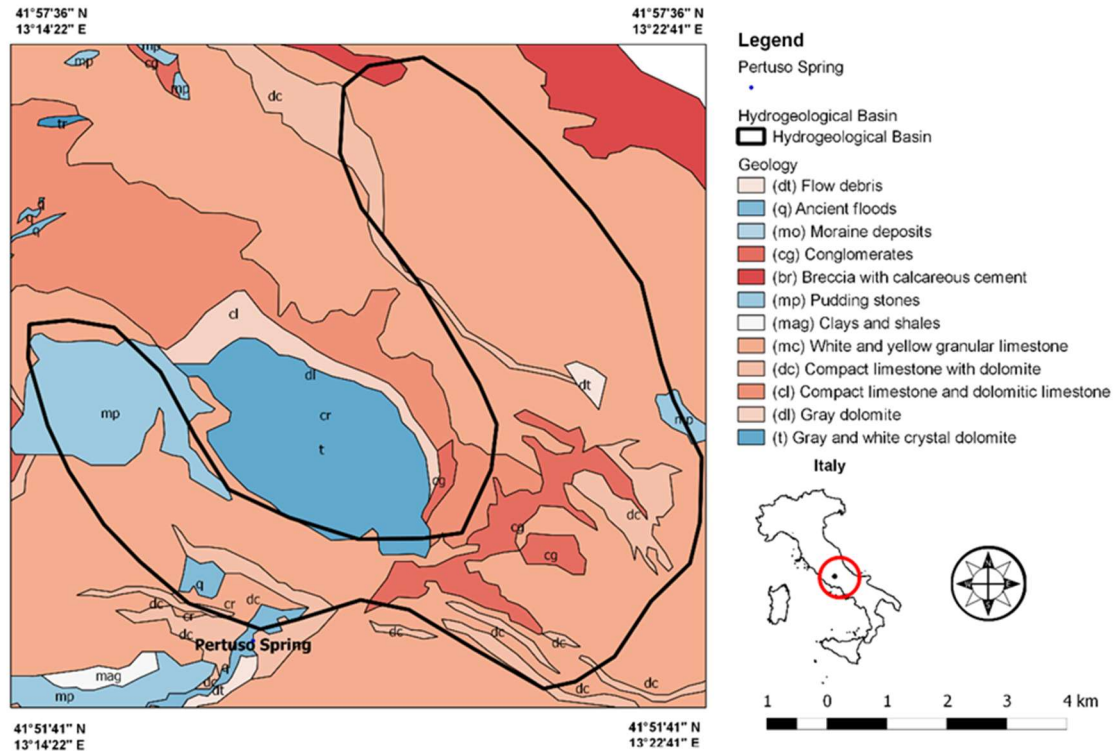 41°57'36" N
13°14'22" E
41°57'36" N
13°22'41" E
mp
mp
cg
mp
dc
tr
q
q
q
cl
dl
dt
mp
cr
mp
t
cg
dc
cg
cg
q
dc
cr
dc
cr
dc
dc
dc
dc
Pertuso Spring
q
mag
dc
dt
mp
dc
dc
41°51'41" N
13°14'22" E
41°51'41" N
13°22'41" E
Legend
Pertuso Spring
Hydrogeological Basin
Hydrogeological Basin
Geology
(dt) Flow debris
(q) Ancient floods
(mo) Moraine deposits
(cg) Conglomerates
(br) Breccia with calcareous cement
(mp) Pudding stones
(mag) Clays and shales
(mc) White and yellow granular limestone
(dc) Compact limestone with dolomite
(cl) Compact limestone and dolomitic limestone
(dl) Gray dolomite
(t) Gray and white crystal dolomite
Italy
1 0 1 2 3 4 km